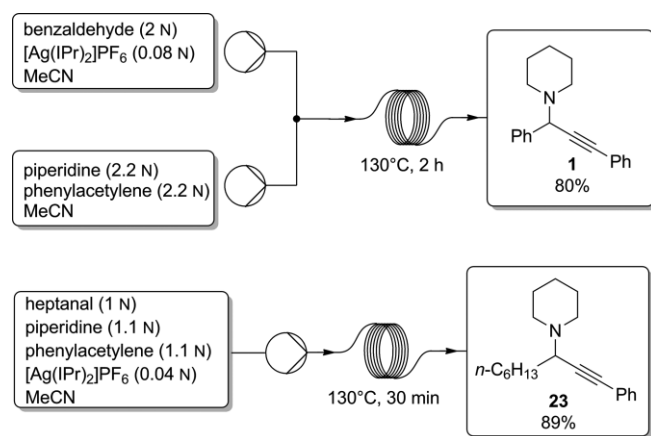 benzaldehyde (2 N)
[Ag(IPr)₂]PF₆ (0.08 N)
MeCN
piperidine (2.2 N)
phenylacetylene (2.2 N)
MeCN
130°C, 2 h
N
Ph
Ph
1
80%
heptanal (1 N)
piperidine (1.1 N)
phenylacetylene (1.1 N)
[Ag(IPr)₂]PF₆ (0.04 N)
MeCN
130°C, 30 min
N
n-C₆H₁₃
Ph
23
89%